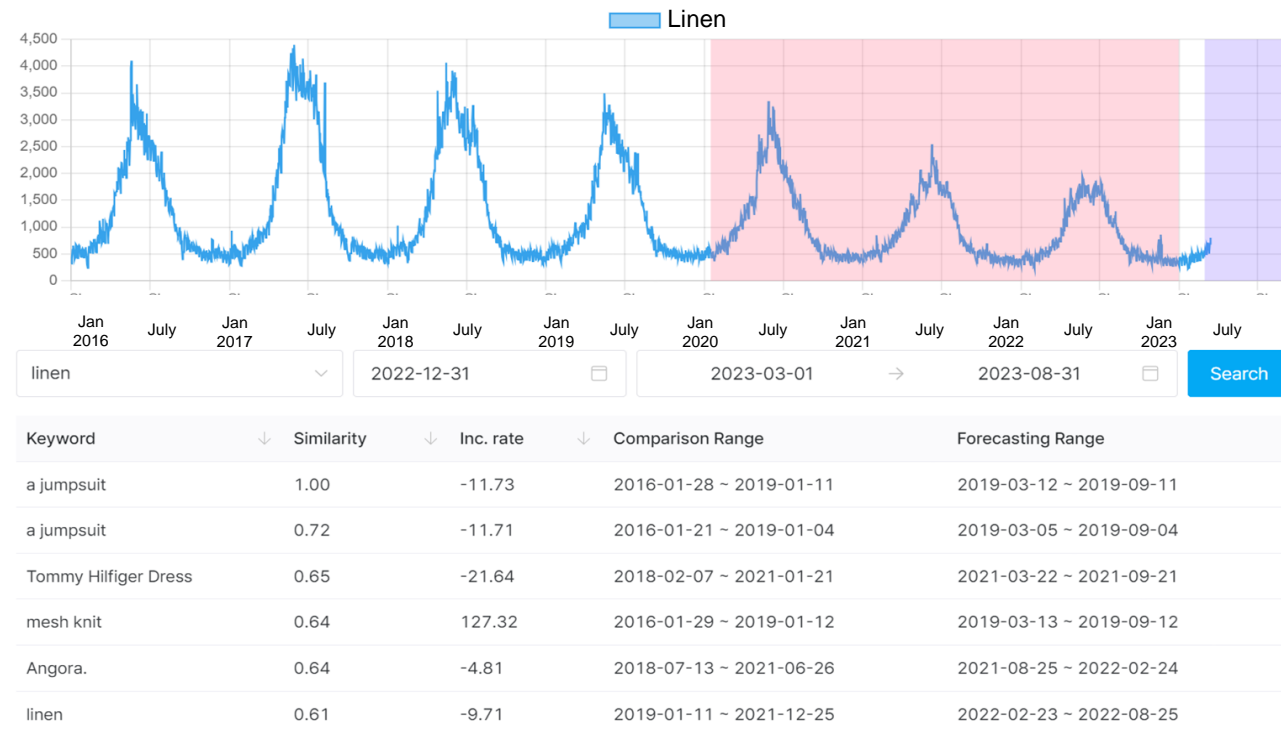 Linen
4,500
4,000
3,500
3,000
2,500
2,000
1,500
1,000
500
0
Jan 2016 July Jan 2017 July Jan 2018 July Jan 2019 July Jan 2020 July Jan 2021 July Jan 2022 July Jan 2023 July
linen 2022-12-31 2023-03-01 → 2023-08-31 Search
Keyword ↓ Similarity ↓ Inc. rate ↓ Comparison Range Forecasting Range
a jumpsuit 1.00 -11.73 2016-01-28 ~ 2019-01-11 2019-03-12 ~ 2019-09-11
a jumpsuit 0.72 -11.71 2016-01-21 ~ 2019-01-04 2019-03-05 ~ 2019-09-04
Tommy Hilfiger Dress 0.65 -21.64 2018-02-07 ~ 2021-01-21 2021-03-22 ~ 2021-09-21
mesh knit 0.64 127.32 2016-01-29 ~ 2019-01-12 2019-03-13 ~ 2019-09-12
Angora. 0.64 -4.81 2018-07-13 ~ 2021-06-26 2021-08-25 ~ 2022-02-24
linen 0.61 -9.71 2019-01-11 ~ 2021-12-25 2022-02-23 ~ 2022-08-25